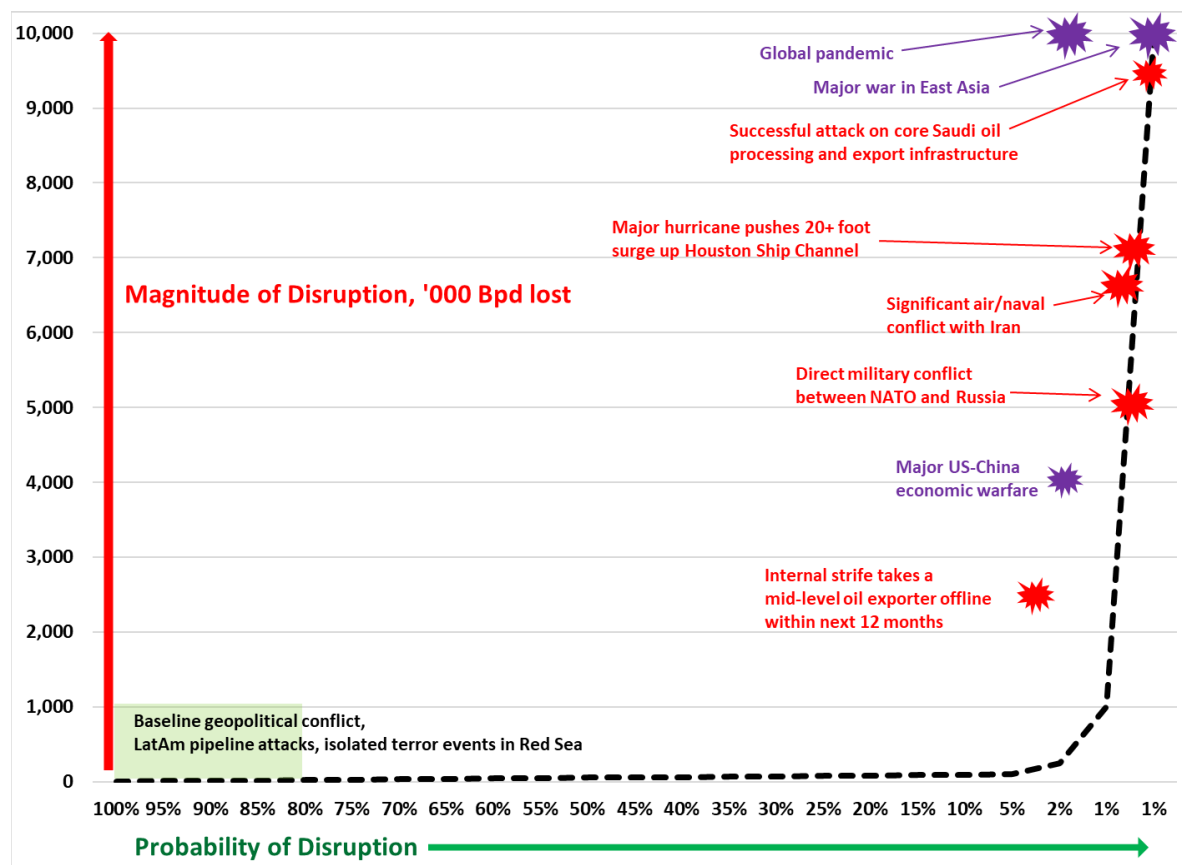 10,000
9,000
8,000
7,000
6,000
5,000
4,000
3,000
2,000
1,000
0
Global pandemic
Major war in East Asia
Successful attack on core Saudi oil
processing and export infrastructure
Major hurricane pushes 20+ foot
surge up Houston Ship Channel
Magnitude of Disruption, '000 Bpd lost
Significant air/naval
conflict with Iran
Direct military conflict
between NATO and Russia
Major US-China
economic warfare
Internal strife takes a
mid-level oil exporter offline
within next 12 months
Baseline geopolitical conflict,
LatAm pipeline attacks, isolated terror events in Red Sea
100% 95% 90% 85% 80% 75% 70% 65% 60% 55% 50% 45% 40% 35% 30% 25% 20% 15% 10% 5% 2% 1% 1%
Probability of Disruption